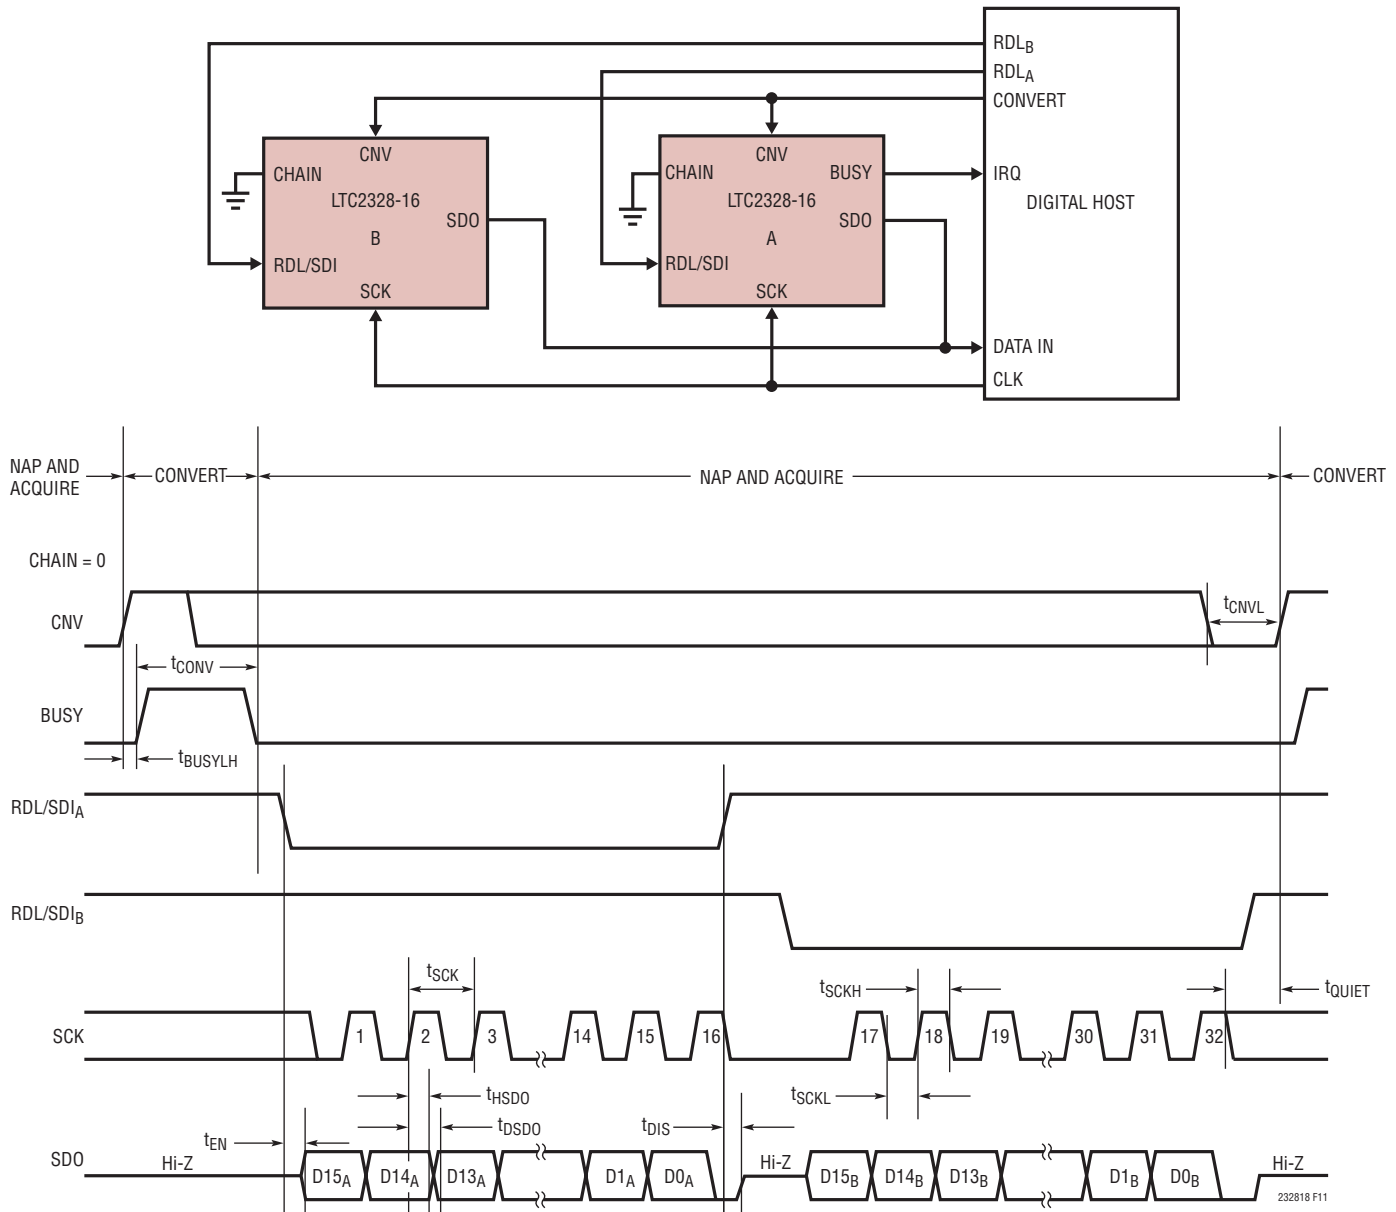 RDLB
RDLA
CONVERT
CNV
CHAIN
LTC2328-16
SDO
B
RDL/SDI
SCK
CNV
CHAIN
BUSY
LTC2328-16
SDO
A
RDL/SDI
SCK
IRQ
DIGITAL HOST
DATA IN
CLK
NAP AND
ACQUIRE
CONVERT
NAP AND ACQUIRE
CONVERT
CHAIN = 0
CNV
tCNVL
tCONV
BUSY
tBUSYLH
RDL/SDIA
RDL/SDIB
tSCK
tSCKH
tQUIET
SCK
1 2 3 14 15 16 17 18 19 30 31 32
tHSDO
tSCKL
tDSDO
tEN
tDIS
SDO
Hi-Z D15A D14A D13A D1A D0A Hi-Z D15B D14B D13B D1B D0B Hi-Z
232818 F11